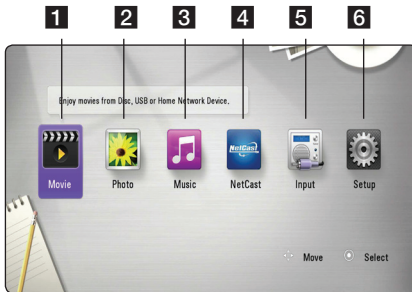 1 2 3 4 5 6
Enjoy movies from Disc, USB or Home Network Device.
NetCast
Movie Photo Music NetCast Input Setup
Move Select